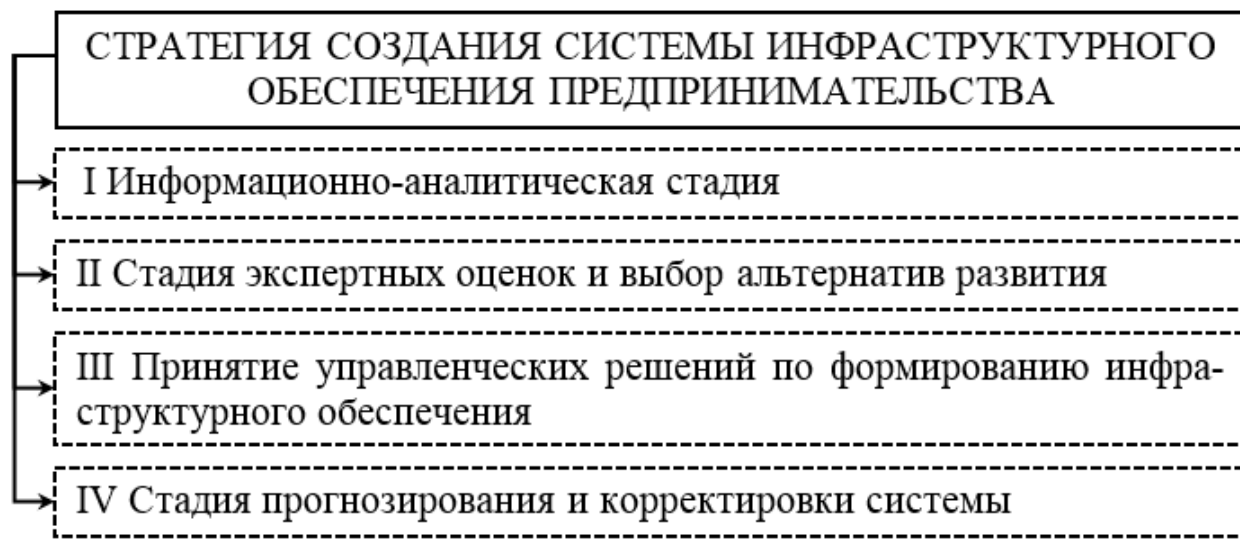 СТРАТЕГИЯ СОЗДАНИЯ СИСТЕМЫ ИНФРАСТРУКТУРНОГО
ОБЕСПЕЧЕНИЯ ПРЕДПРИНИМАТЕЛЬСТВА
I Информационно-аналитическая стадия
II Стадия экспертных оценок и выбор альтернатив развития
III Принятие управленческих решений по формированию инфра-
структурного обеспечения
IV Стадия прогнозирования и корректировки системы